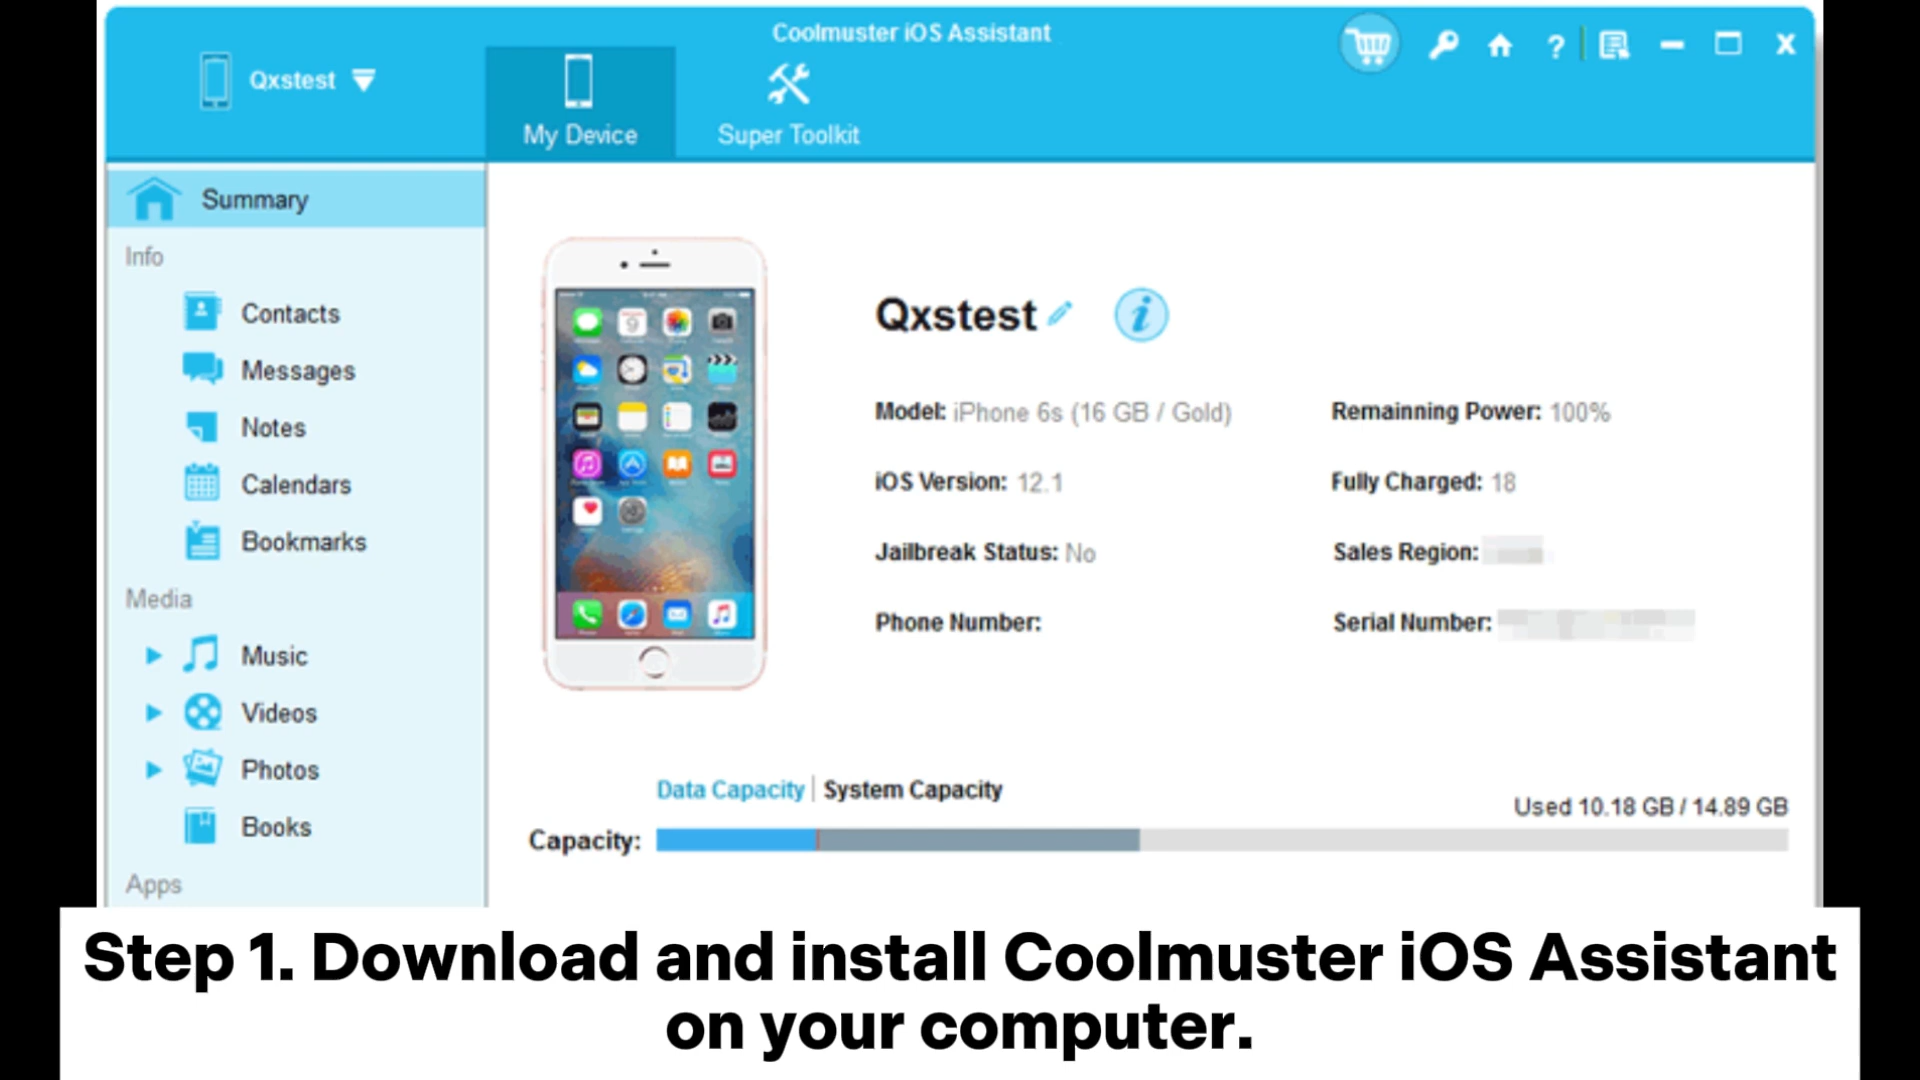 Coolmuster iOS Assistant
Qxstest
My Device
Super Toolkit
?
X
Summary
Info
Contacts
Messages
Notes
Calendars
Bookmarks
Media
Music
Videos
Photos
Books
Apps
Qxstest
i
Model: iPhone 6s (16 GB / Gold)
Remainning Power: 100%
iOS Version: 12.1
Fully Charged: 18
Jailbreak Status: No
Sales Region:
Phone Number:
Serial Number:
Data Capacity | System Capacity
Used 10.18 GB / 14.89 GB
Capacity:
Step 1. Download and install Coolmuster iOS Assistant
on your computer.